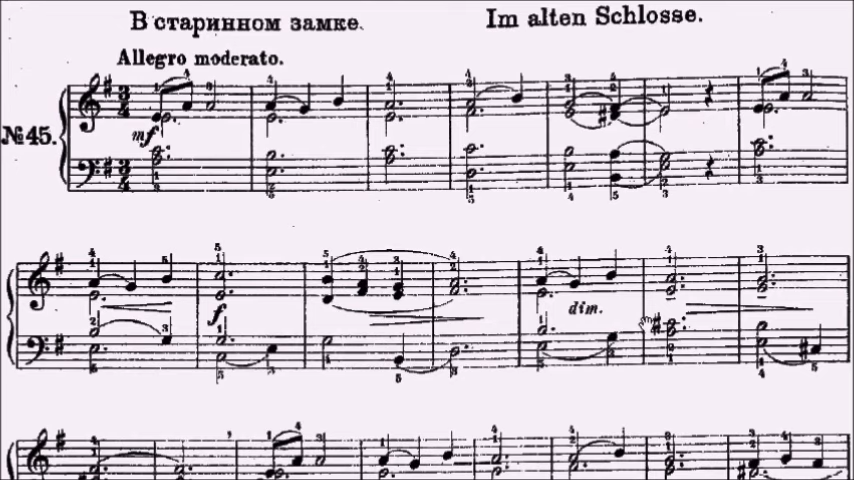 В старинном замке.
Im alten Schlosse.
Allegro moderato.
№45.
mf
f
dim.